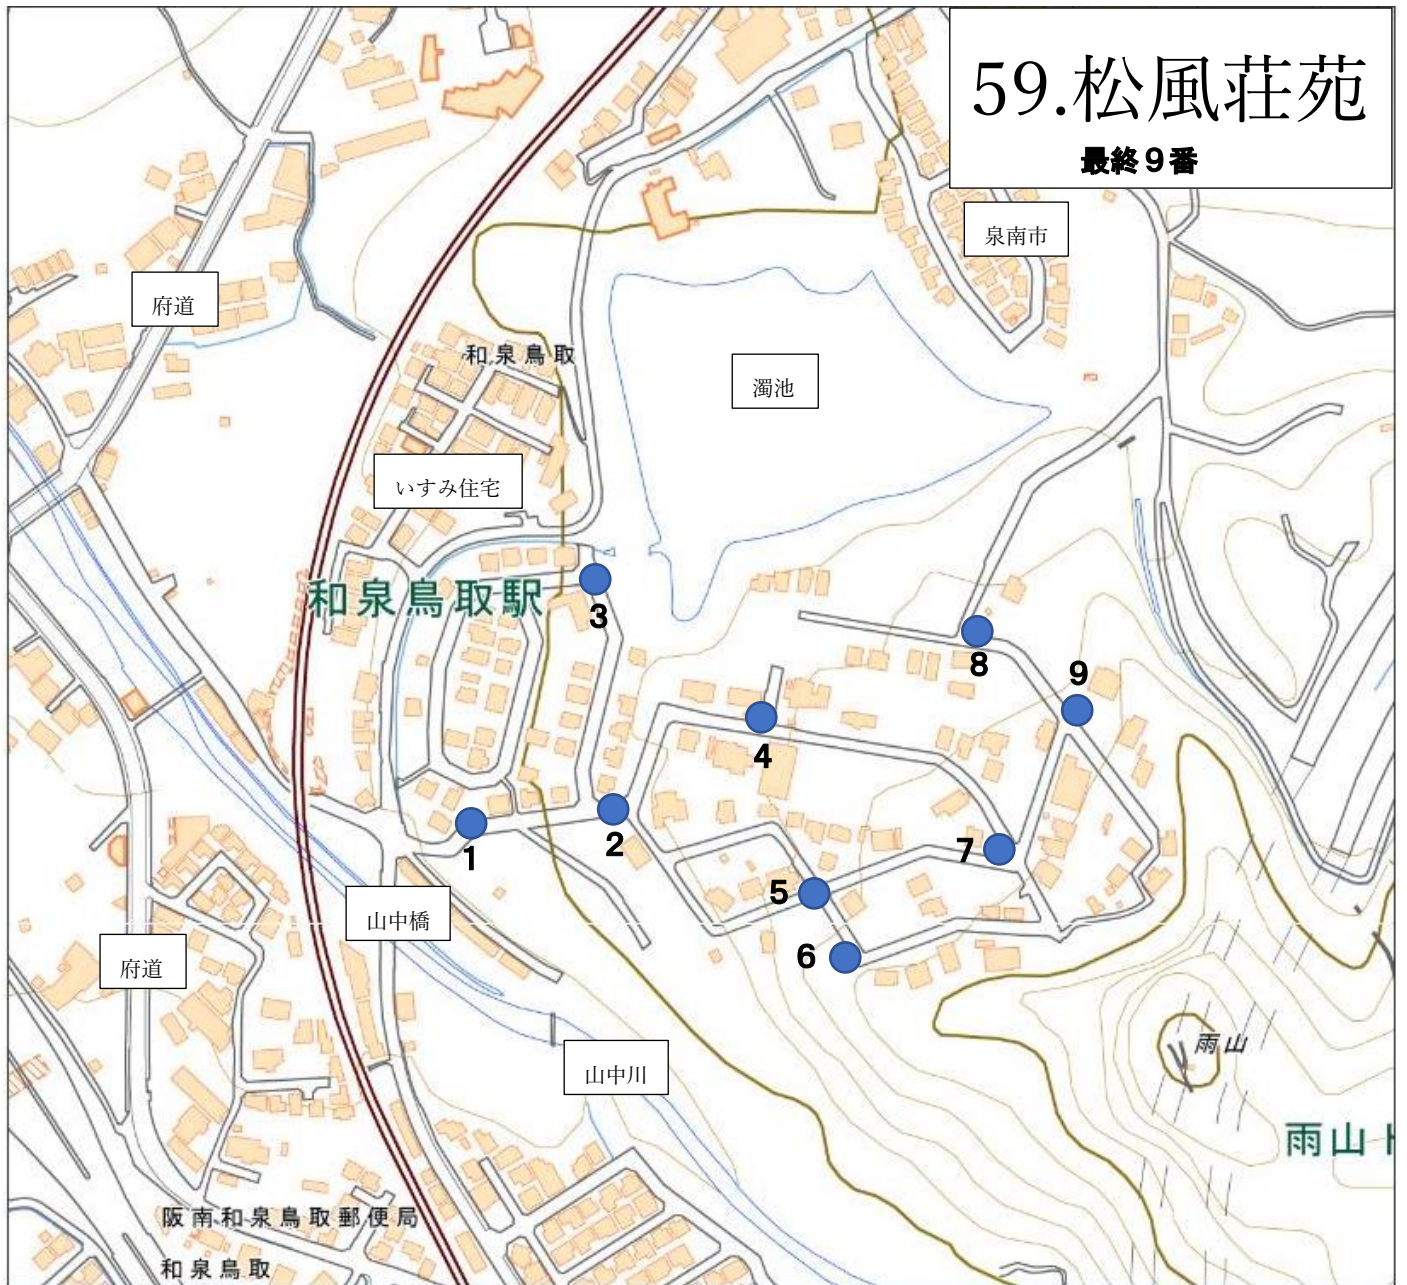 59.松風荘苑
最終9番
泉南市
府道
和泉鳥取
濁池
いずみ住宅
和泉鳥取駅
3
8
9
4
1
2
7
5
山中橋
6
府道
雨山
山中川
雨山ト
阪南和泉鳥取郵便局
和泉鳥取